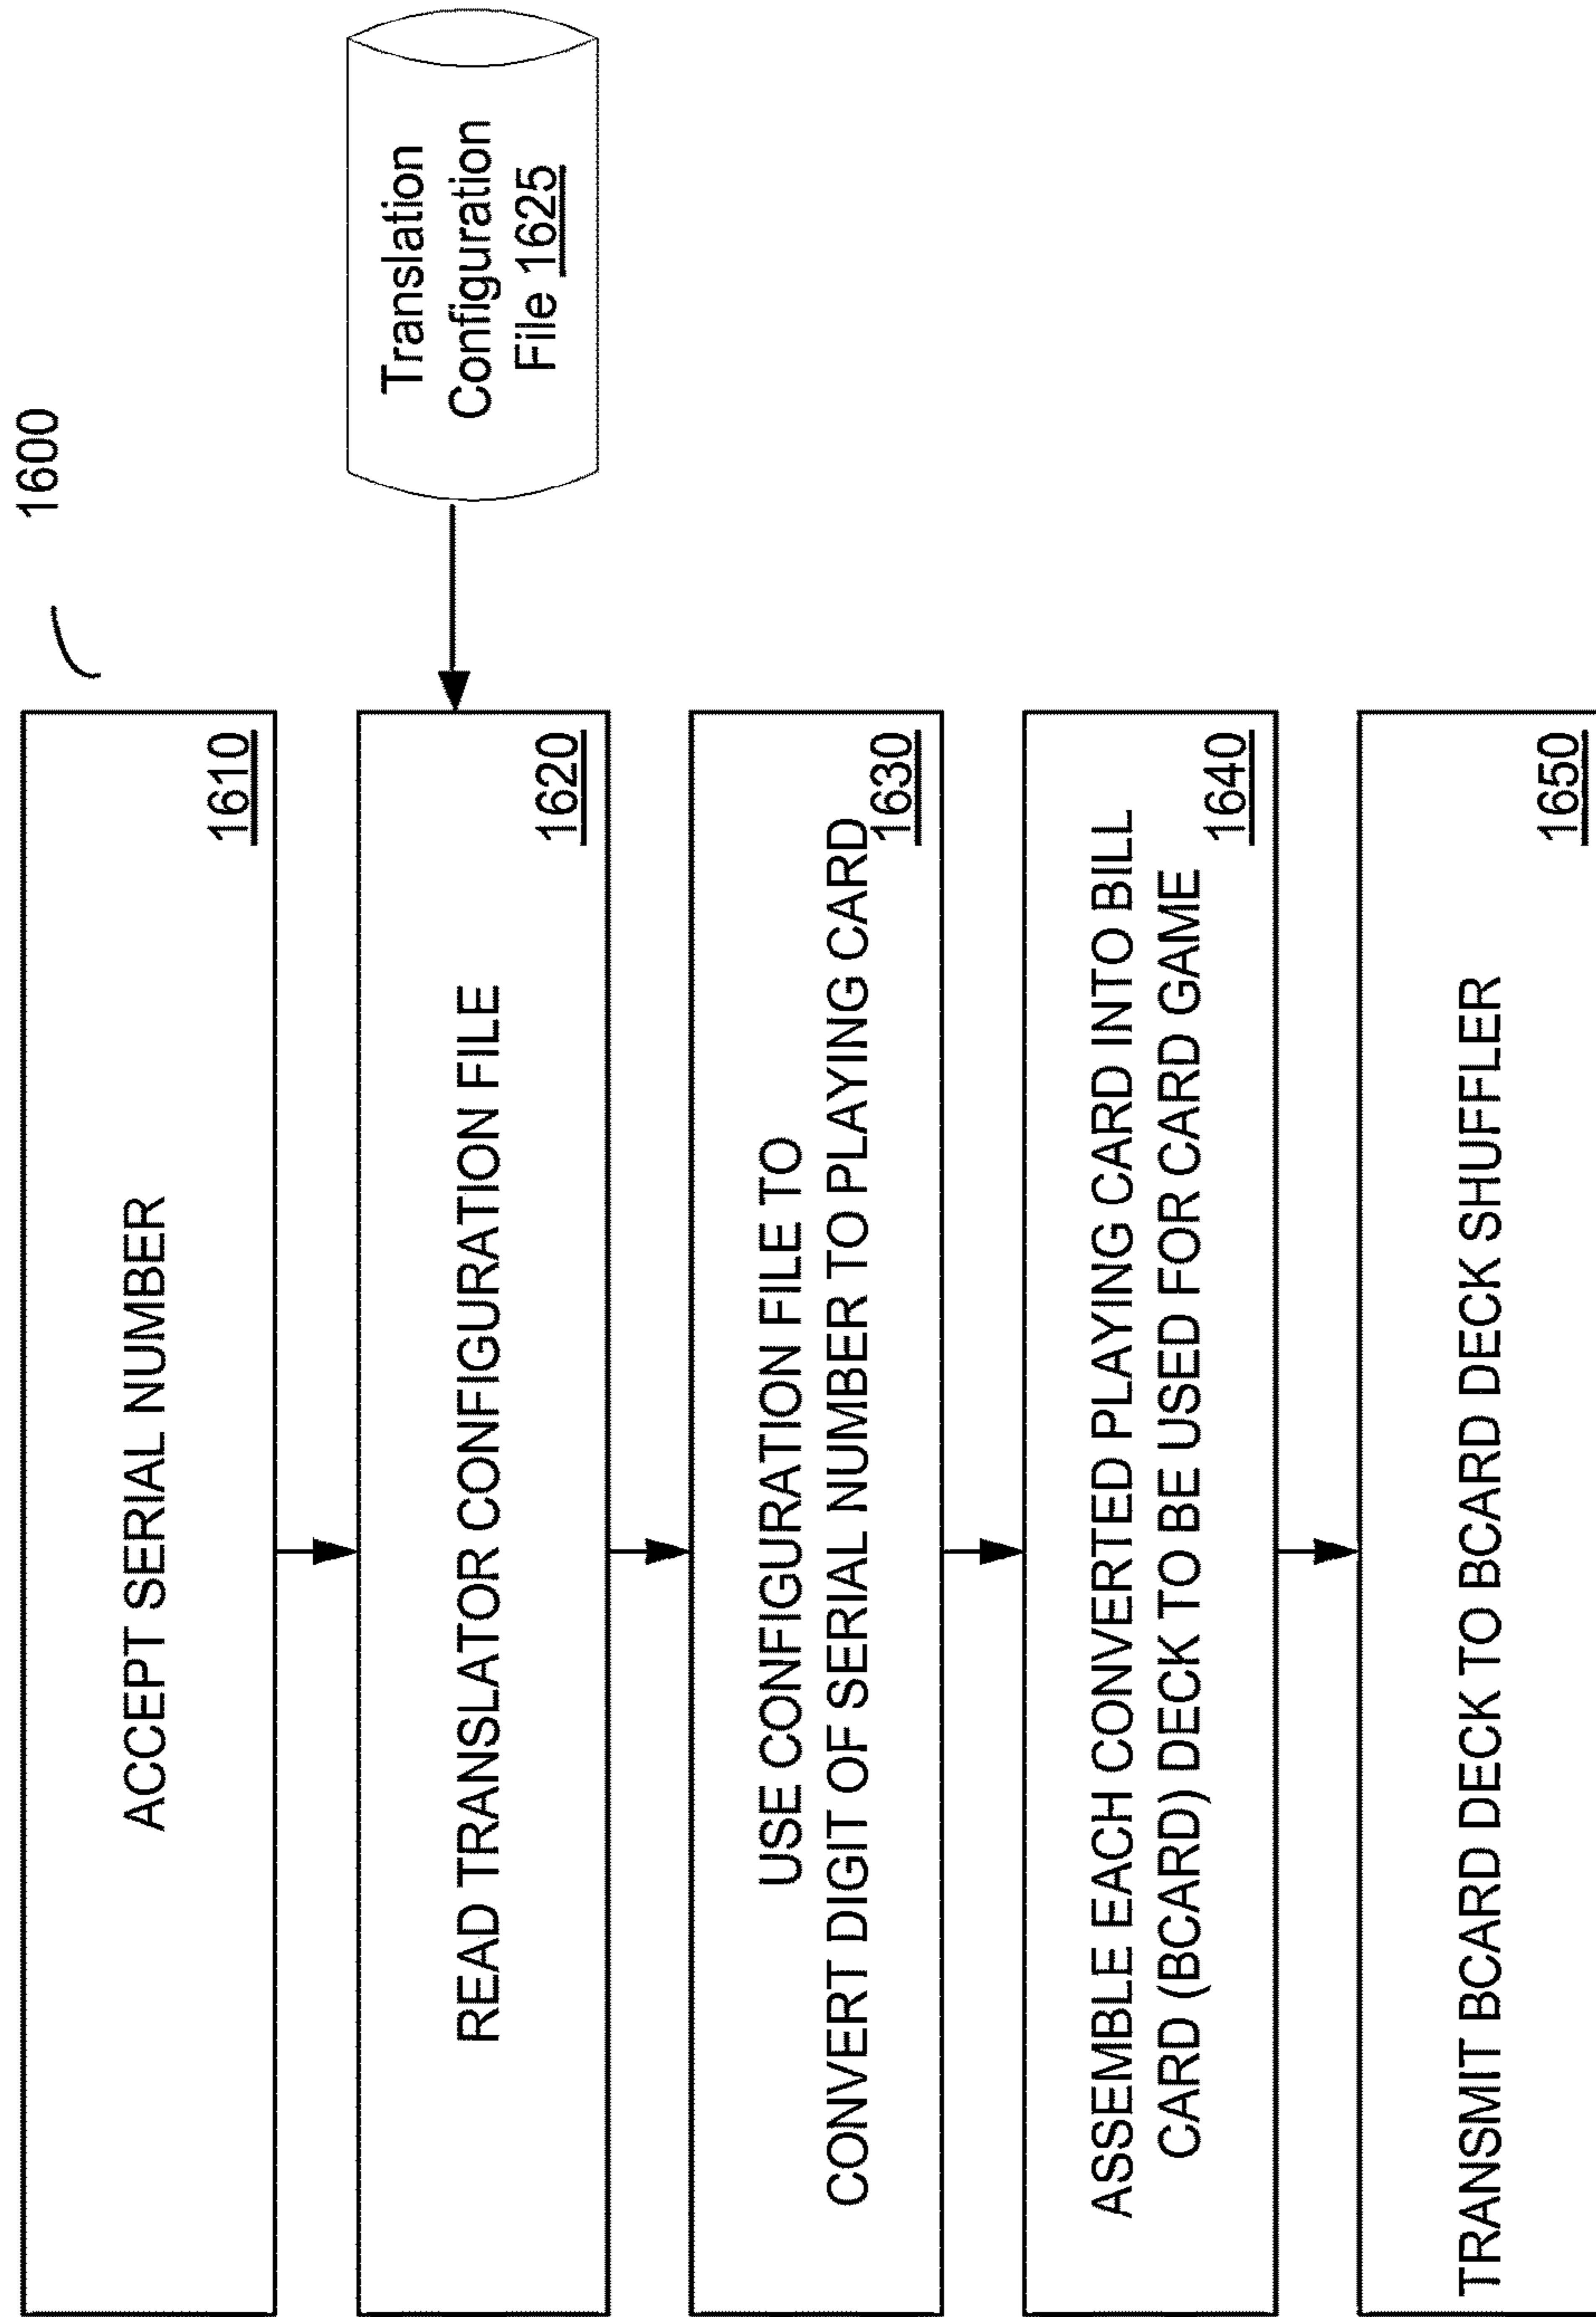 1600
ACCEPT SERIAL NUMBER
1610
READ TRANSLATOR CONFIGURATION FILE
1620
Translation
Configuration
File 1625
USE CONFIGURATION FILE TO
CONVERT DIGIT OF SERIAL NUMBER TO PLAYING CARD
1630
ASSEMBLE EACH CONVERTED PLAYING CARD INTO BILL
CARD (BCARD) DECK TO BE USED FOR CARD GAME
1640
TRANSMIT BCARD DECK TO BCARD DECK SHUFFLER
1650